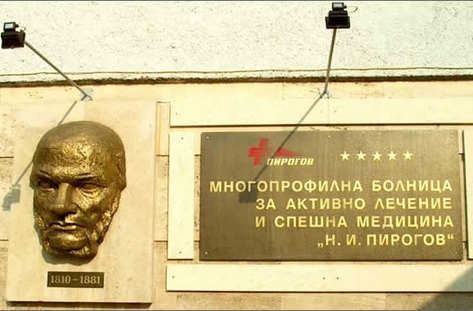 1810-1881
ПИРОГОВ
МНОГОПРОФИЛНА БОЛНИЦА
ЗА АКТИВНО ЛЕЧЕНИЕ
И СПЕШНА МЕДИЦИНА
„Н. И. ПИРОГОВ“